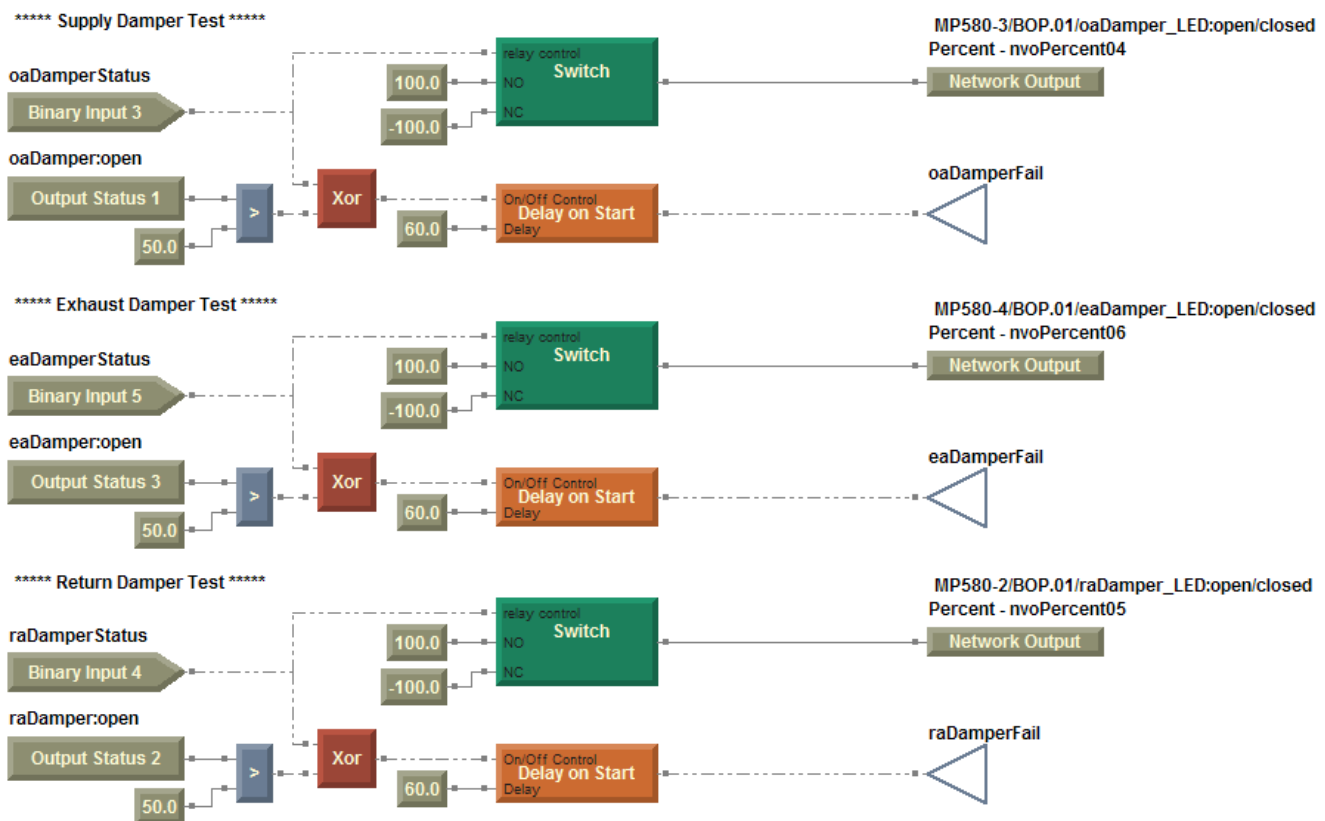 ***** Supply Damper Test *****
MP580-3/BOP.01/oaDamper_LED:open/closed
Percent - nvoPercent04
relay control
Switch
oaDamperStatus
100.0
NO
Network Output
Binary Input 3
-100.0
NC
oaDamper:open
oaDamperFail
Output Status 1
>
Xor
On/Off Control
Delay on Start
60.0
Delay
50.0
***** Exhaust Damper Test *****
MP580-4/BOP.01/eaDamper_LED:open/closed
Percent - nvoPercent06
relay control
Switch
eaDamperStatus
100.0
NO
Network Output
Binary Input 5
-100.0
NC
eaDamper:open
eaDamperFail
Output Status 3
>
Xor
On/Off Control
Delay on Start
60.0
Delay
50.0
***** Return Damper Test *****
MP580-2/BOP.01/raDamper_LED:open/closed
Percent - nvoPercent05
relay control
Switch
raDamperStatus
100.0
NO
Network Output
Binary Input 4
-100.0
NC
raDamper:open
raDamperFail
Output Status 2
>
Xor
On/Off Control
Delay on Start
60.0
Delay
50.0